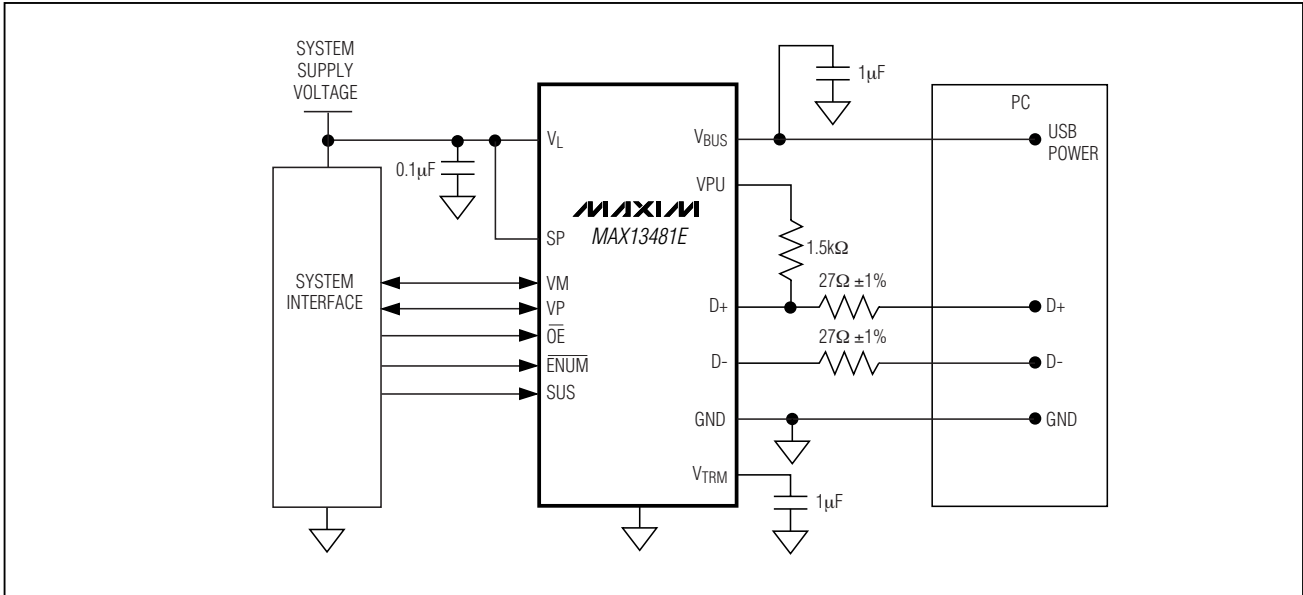 SYSTEM
SUPPLY
VOLTAGE
0.1µF
SYSTEM
INTERFACE
VL
SP
VM
VP
OE
ENUM
SUS
MAXIM
MAX13481E
VBUS
VPU
D+
D-
GND
VTRM
1µF
1.5kΩ
27Ω ±1%
27Ω ±1%
1µF
PC
USB
POWER
D+
D-
GND